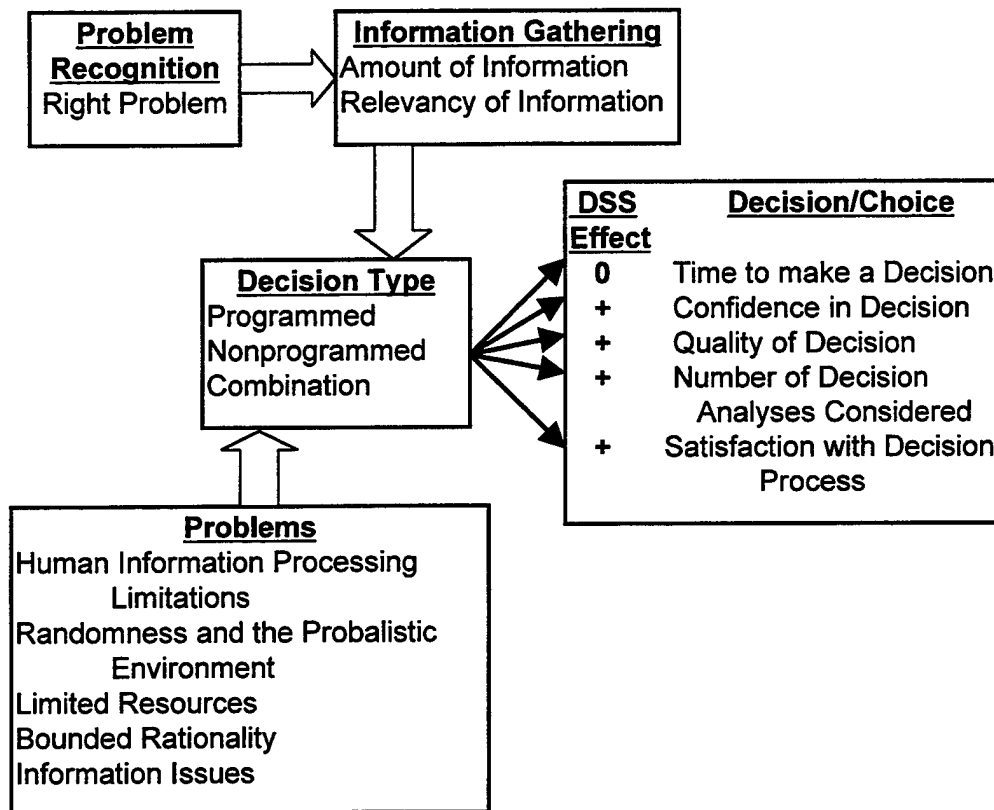 Problem
Recognition
Right Problem
Information Gathering
Amount of Information
Relevancy of Information
Decision Type
Programmed
Nonprogrammed
Combination
DSS Decision/Choice
Effect
0 Time to make a Decision
+ Confidence in Decision
+ Quality of Decision
+ Number of Decision
Analyses Considered
+ Satisfaction with Decision
Process
Problems
Human Information Processing
Limitations
Randomness and the Probalistic
Environment
Limited Resources
Bounded Rationality
Information Issues